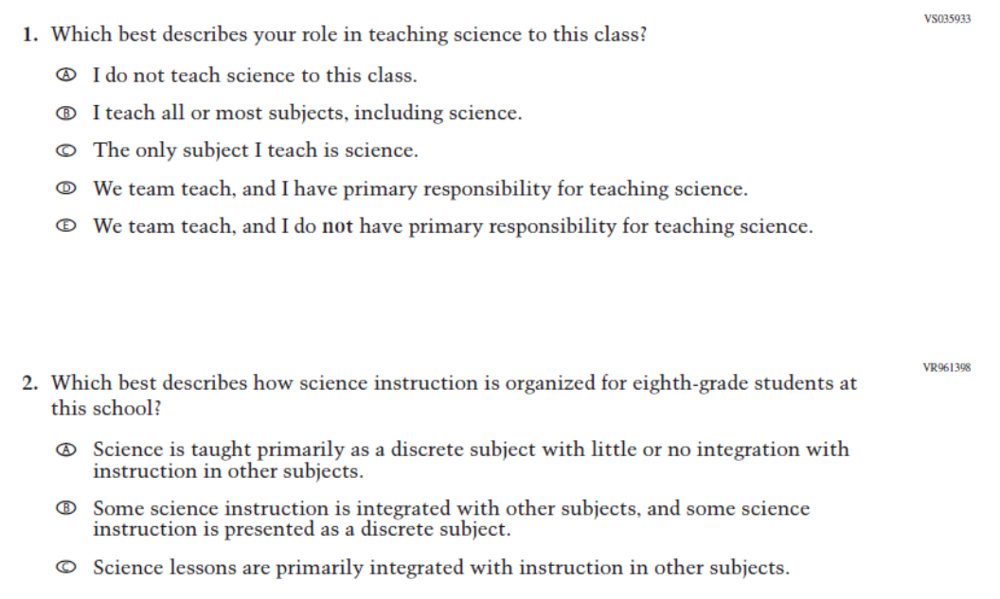 VS035933
1. Which best describes your role in teaching science to this class?
Ⓐ I do not teach science to this class.
Ⓑ I teach all or most subjects, including science.
Ⓒ The only subject I teach is science.
Ⓓ We team teach, and I have primary responsibility for teaching science.
Ⓔ We team teach, and I do not have primary responsibility for teaching science.
VR961398
2. Which best describes how science instruction is organized for eighth-grade students at
this school?
Ⓐ Science is taught primarily as a discrete subject with little or no integration with
instruction in other subjects.
Ⓑ Some science instruction is integrated with other subjects, and some science
instruction is presented as a discrete subject.
Ⓒ Science lessons are primarily integrated with instruction in other subjects.